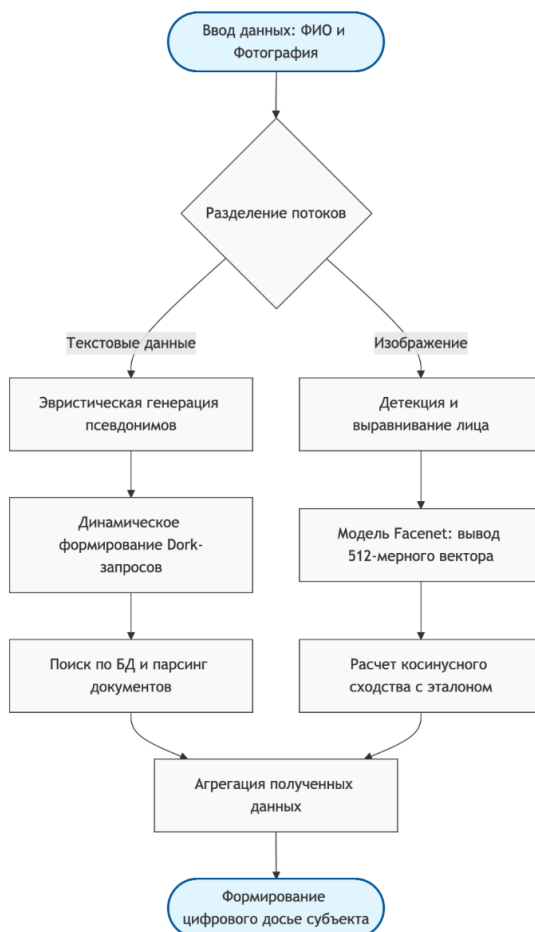 Ввод данных: ФИО и
Фотография
Разделение потоков
Текстовые данные
Изображение
Эвристическая генерация
псевдонимов
Детекция и
выравнивание лица
Динамическое
формирование Dork-
запросов
Модель Facenet: вывод
512-мерного вектора
Поиск по БД и парсинг
документов
Расчет косинусного
сходства с эталоном
Агрегация полученных
данных
Формирование
цифрового досье субъекта